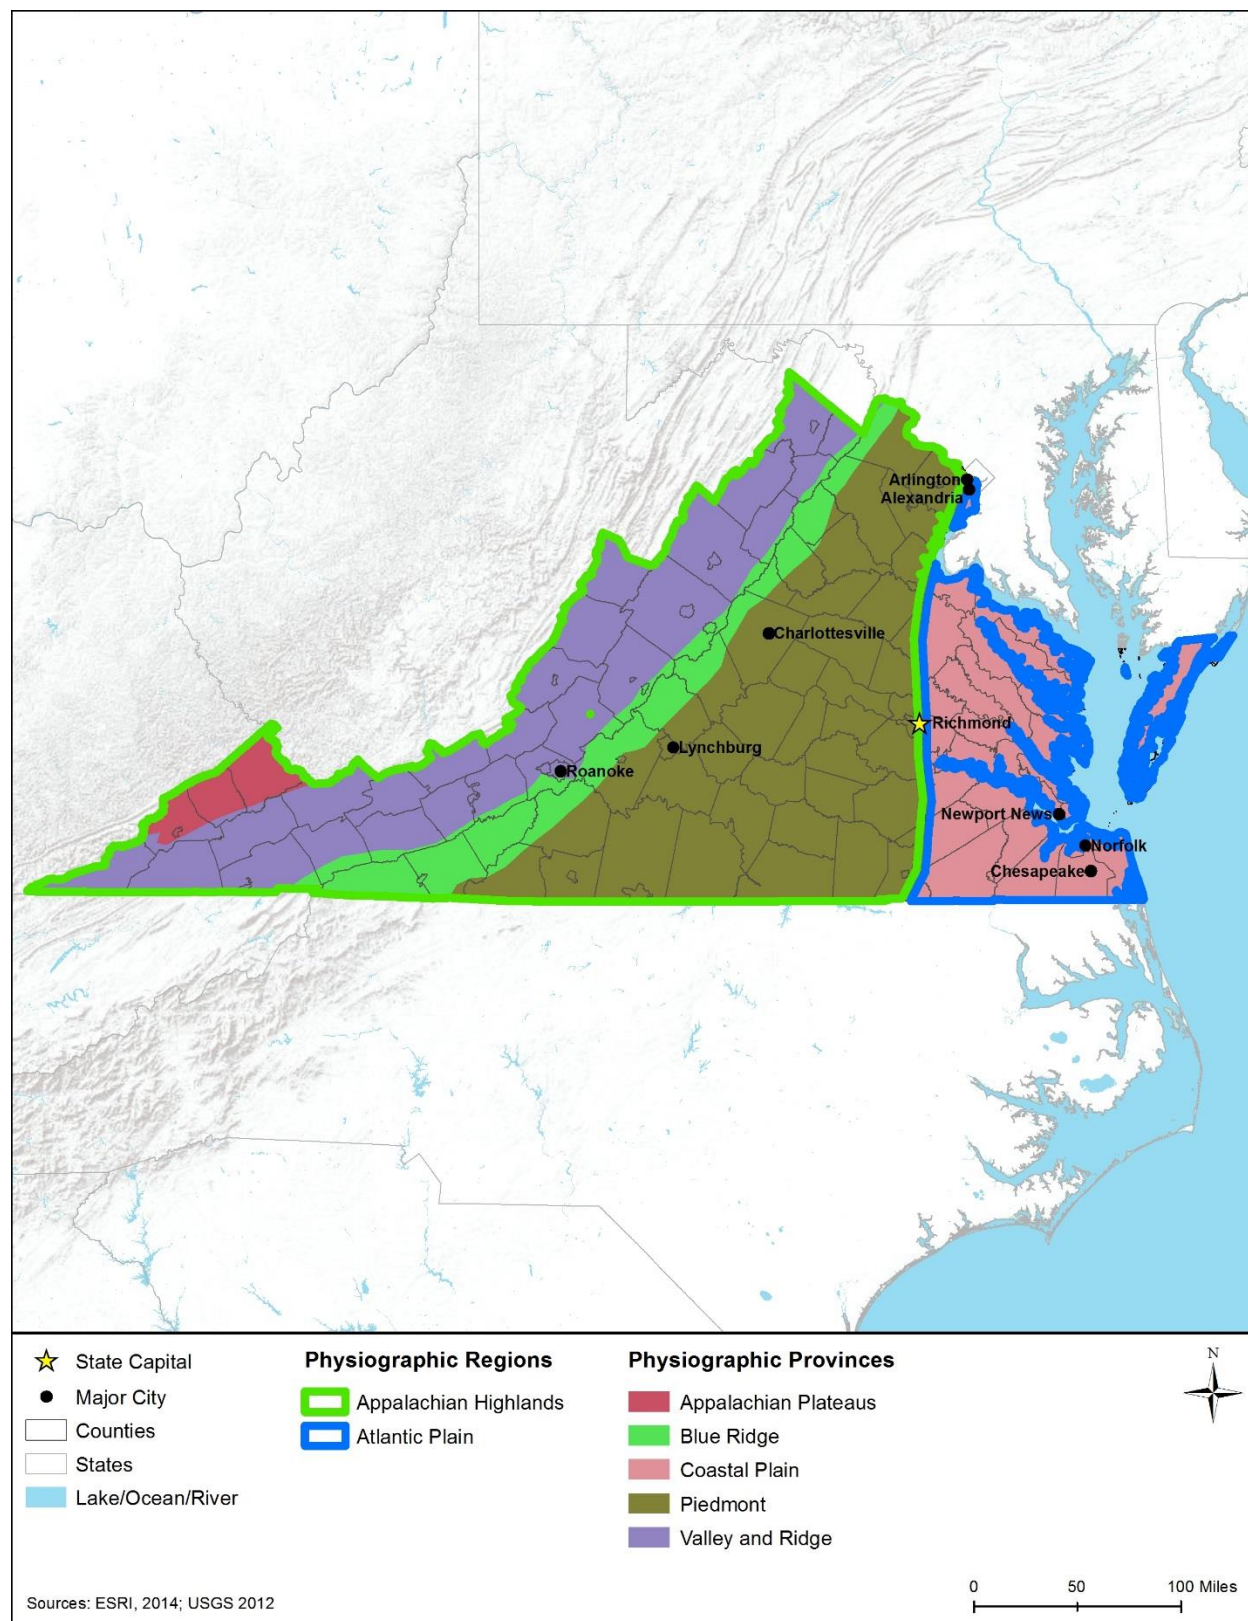 Arlington
Alexandria
Charlottesville
Richmond
Lynchburg
Roanoke
Newport News
Norfolk
Chesapeake
State Capital
Major City
Counties
States
Lake/Ocean/River
Physiographic Regions
Appalachian Highlands
Atlantic Plain
Physiographic Provinces
Appalachian Plateaus
Blue Ridge
Coastal Plain
Piedmont
Valley and Ridge
N
0 50 100 Miles
Sources: ESRI, 2014; USGS 2012